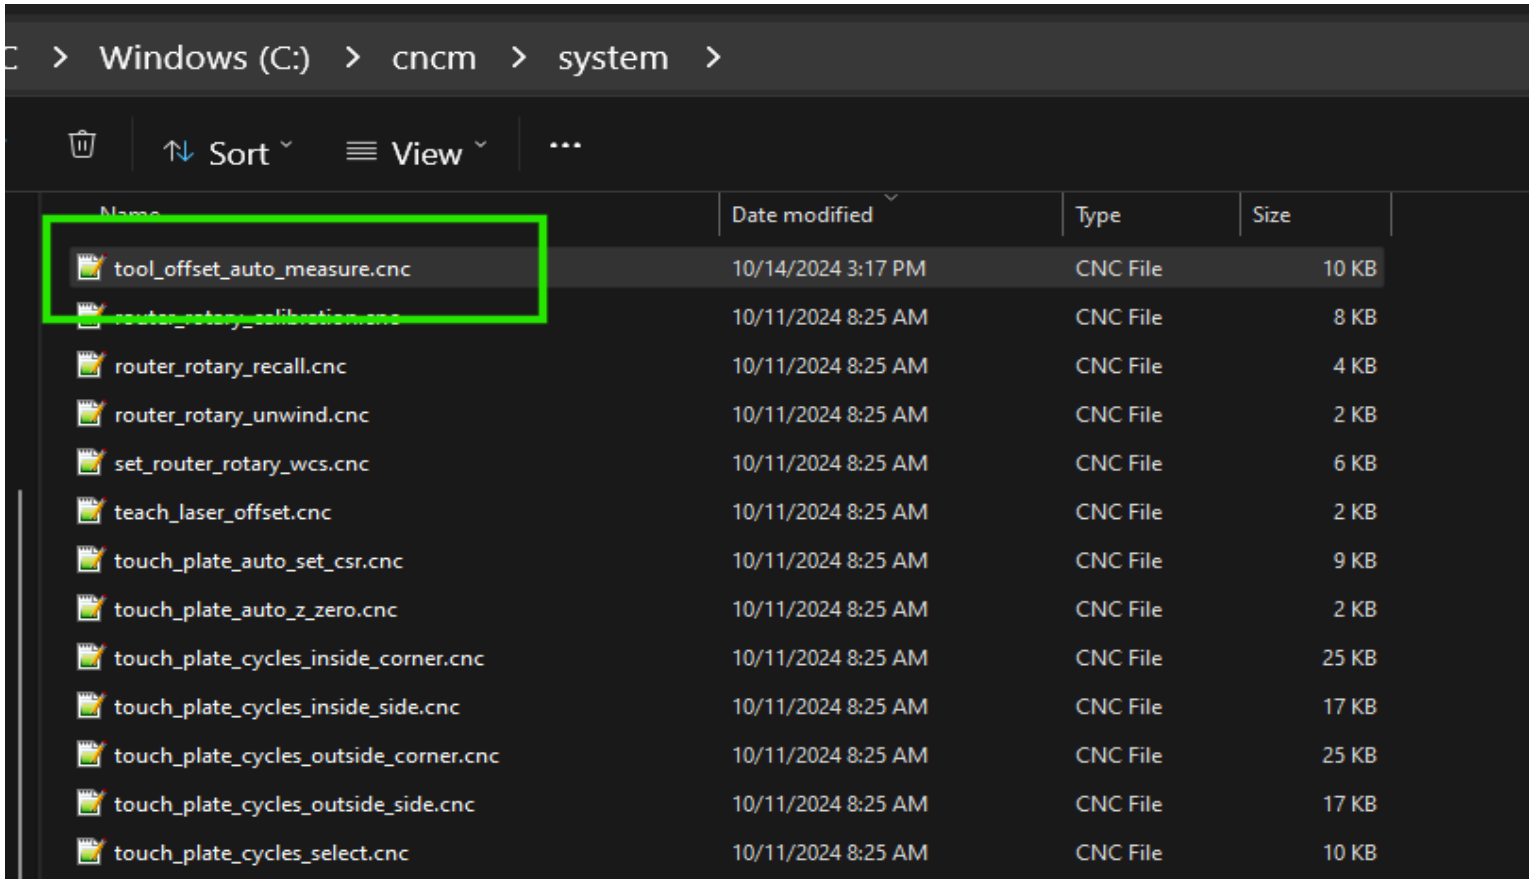 C > Windows (C:) > cncm > system >
Sort View ...
Name Date modified Type Size
tool_offset_auto_measure.cnc 10/14/2024 3:17 PM CNC File 10 KB
router_rotary_calibration.cnc 10/11/2024 8:25 AM CNC File 8 KB
router_rotary_recall.cnc 10/11/2024 8:25 AM CNC File 4 KB
router_rotary_unwind.cnc 10/11/2024 8:25 AM CNC File 2 KB
set_router_rotary_wcs.cnc 10/11/2024 8:25 AM CNC File 6 KB
teach_laser_offset.cnc 10/11/2024 8:25 AM CNC File 2 KB
touch_plate_auto_set_csr.cnc 10/11/2024 8:25 AM CNC File 9 KB
touch_plate_auto_z_zero.cnc 10/11/2024 8:25 AM CNC File 2 KB
touch_plate_cycles_inside_corner.cnc 10/11/2024 8:25 AM CNC File 25 KB
touch_plate_cycles_inside_side.cnc 10/11/2024 8:25 AM CNC File 17 KB
touch_plate_cycles_outside_corner.cnc 10/11/2024 8:25 AM CNC File 25 KB
touch_plate_cycles_outside_side.cnc 10/11/2024 8:25 AM CNC File 17 KB
touch_plate_cycles_select.cnc 10/11/2024 8:25 AM CNC File 10 KB